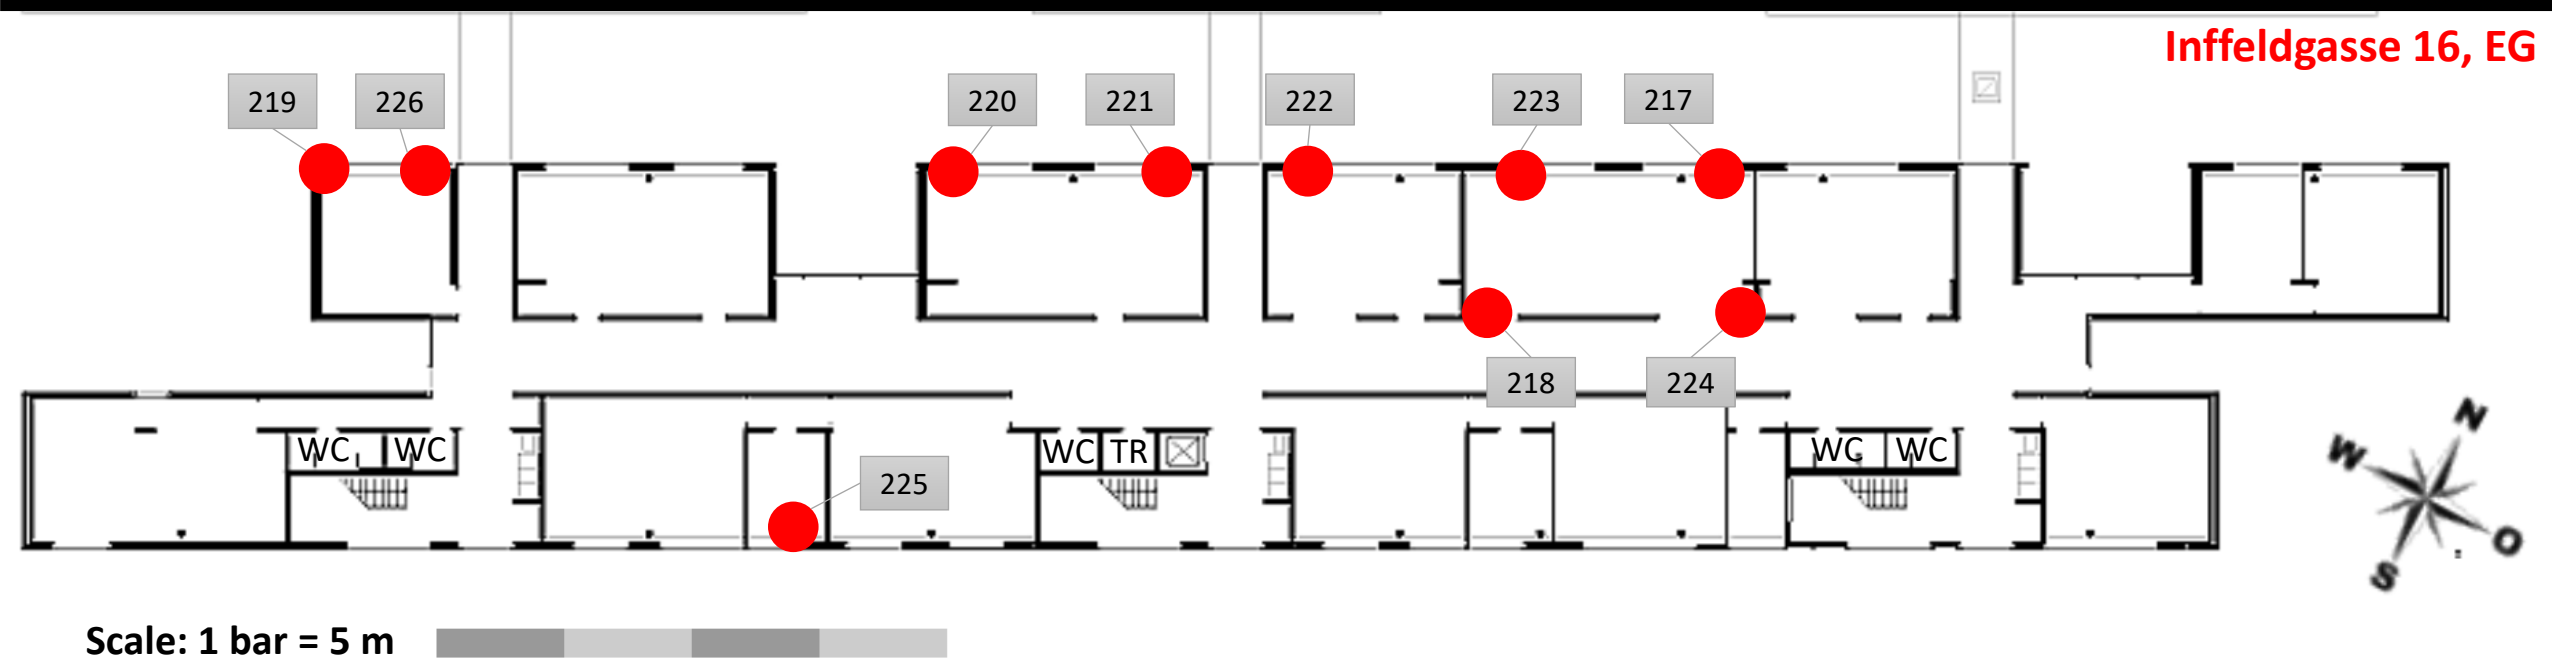 Inffeldgasse 16, EG
219
226
220
221
222
223
217
218
224
N
W
O
S
WC
WC
WC
TR
WC
WC
225
Scale: 1 bar = 5 m